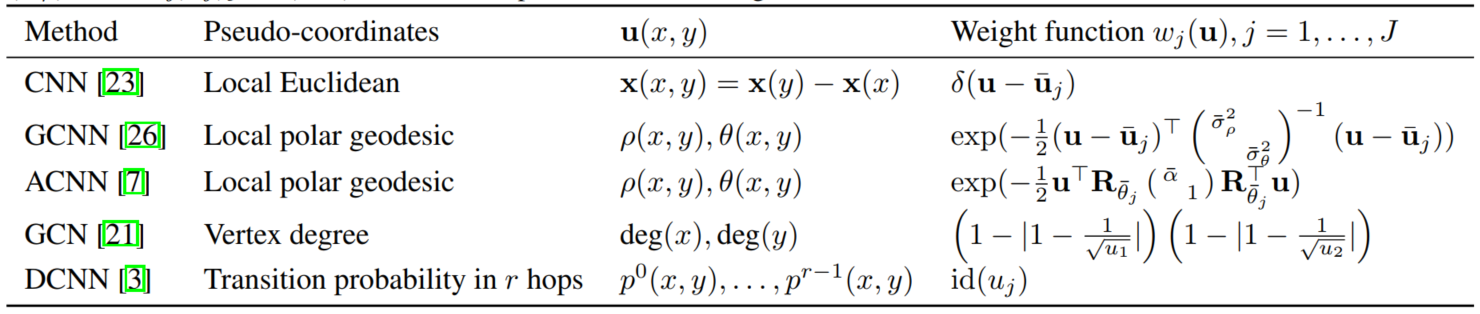 Method Pseudo-coordinates u(x, y) Weight function w_j(u), j = 1, . . . , J
CNN [23] Local Euclidean x(x, y) = x(y) − x(x) δ(u − ū_j)
GCNN [26] Local polar geodesic ρ(x, y), θ(x, y) exp(−½(u − ū_j)^⊤ (σ̄_ρ^2 σ̄_θ^2)^−1 (u − ū_j))
ACNN [7] Local polar geodesic ρ(x, y), θ(x, y) exp(−½u^⊤R_θ̄_j (ᾱ 1) R_θ̄_j^⊤ u)
GCN [21] Vertex degree deg(x), deg(y) (1 − |1 − 1/√u_1|) (1 − |1 − 1/√u_2|)
DCNN [3] Transition probability in r hops p^0(x, y), . . . , p^r−1(x, y) id(u_j)